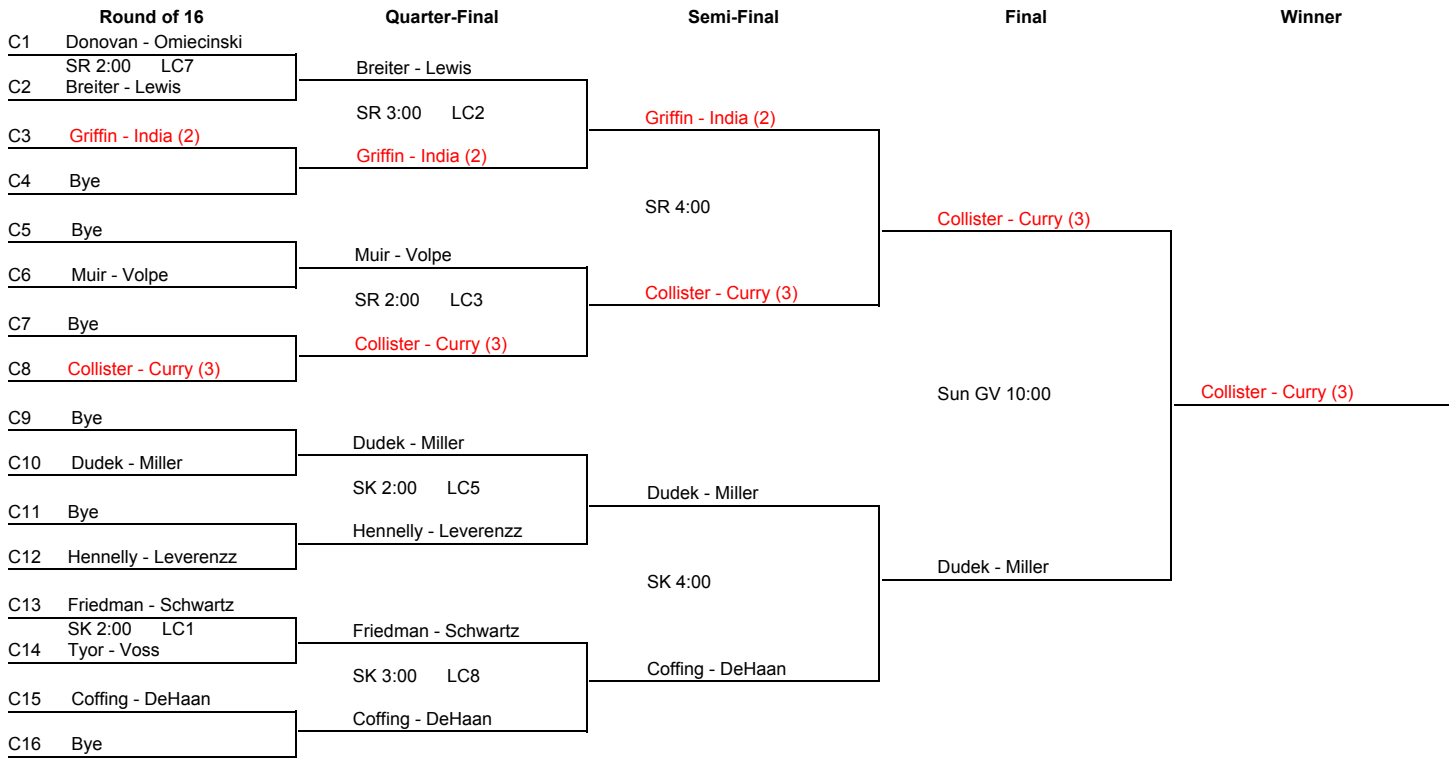 Round of 16 Quarter-Final Semi-Final Final Winner
C1 Donovan - Omiecinski
SR 2:00 LC7
C2 Breiter - Lewis
C3 Griffin - India (2)
C4 Bye
C5 Bye
C6 Muir - Volpe
C7 Bye
C8 Collister - Curry (3)
C9 Bye
C10 Dudek - Miller
C11 Bye
C12 Hennelly - Leverenzz
C13 Friedman - Schwartz
SK 2:00 LC1
C14 Tyor - Voss
C15 Coffing - DeHaan
C16 Bye
Breiter - Lewis
SR 3:00 LC2
Griffin - India (2)
Muir - Volpe
SR 2:00 LC3
Collister - Curry (3)
Dudek - Miller
SK 2:00 LC5
Hennelly - Leverenzz
Friedman - Schwartz
SK 3:00 LC8
Coffing - DeHaan
Griffin - India (2)
SR 4:00
Collister - Curry (3)
Dudek - Miller
SK 4:00
Coffing - DeHaan
Collister - Curry (3)
Sun GV 10:00
Dudek - Miller
Collister - Curry (3)